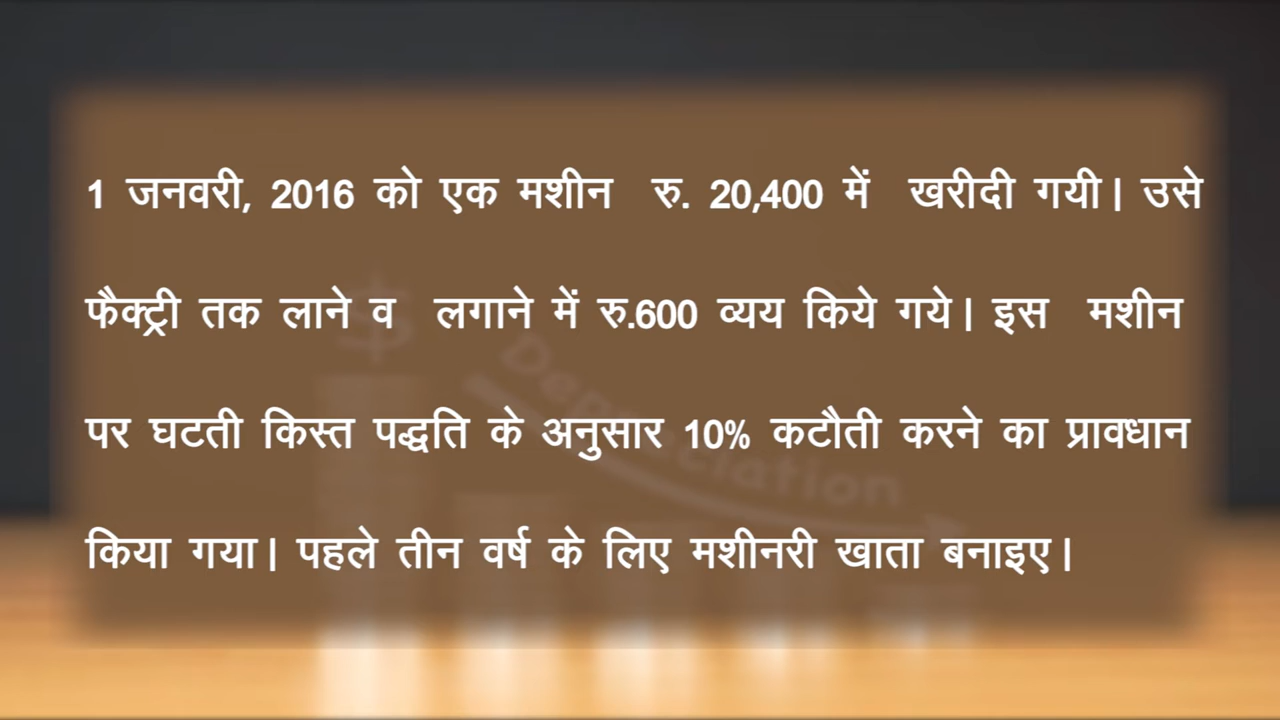 1 जनवरी, 2016 को एक मशीन रु. 20,400 में खरीदी गयी। उसे
फैक्ट्री तक लाने व लगाने में रु.600 व्यय किये गये। इस मशीन
पर घटती किस्त पद्धति के अनुसार 10% कटौती करने का प्रावधान
किया गया। पहले तीन वर्ष के लिए मशीनरी खाता बनाइए।
$
Depreciation